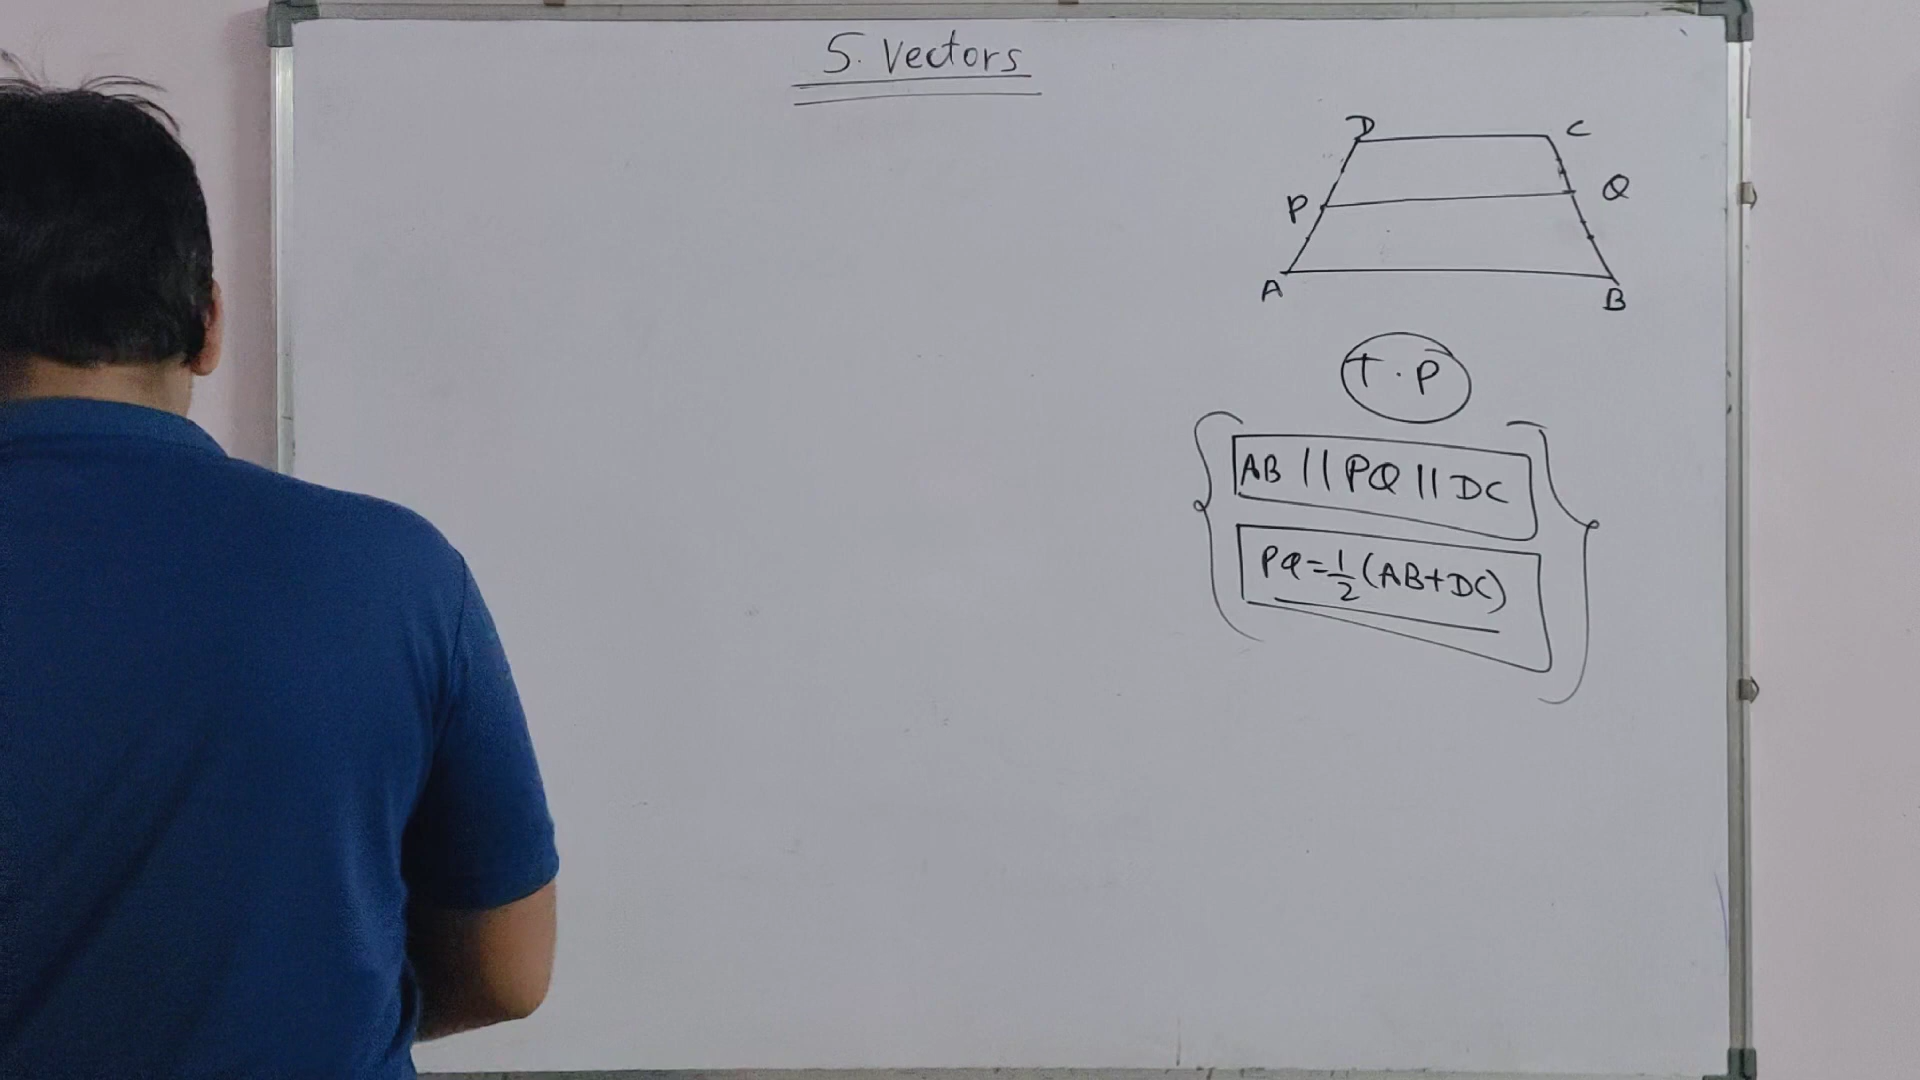 5. Vectors
D C
P Q
A B
T.P
AB || PQ || DC
PQ=1/2(AB+DC)